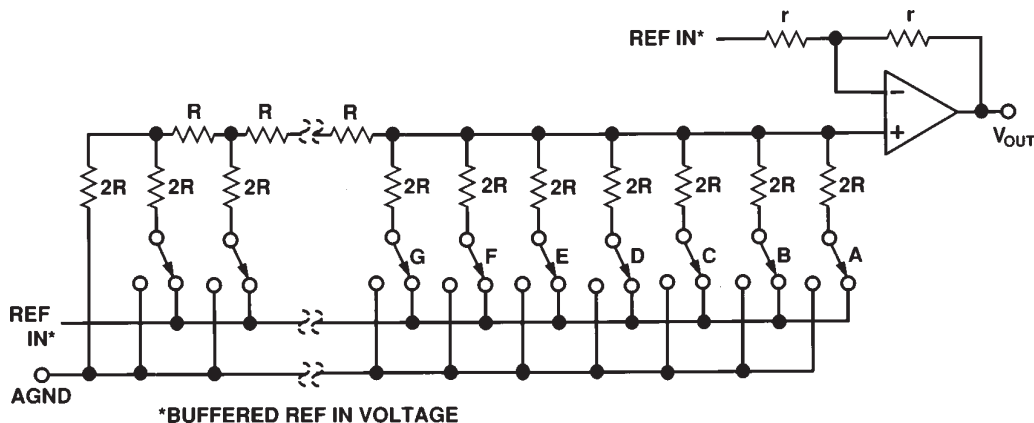 r
r
REF IN*
R
R
R
−
+
VOUT
2R
2R
2R
2R
2R
2R
2R
2R
2R
2R
G
F
E
D
C
B
A
REF
IN*
AGND
*BUFFERED REF IN VOLTAGE